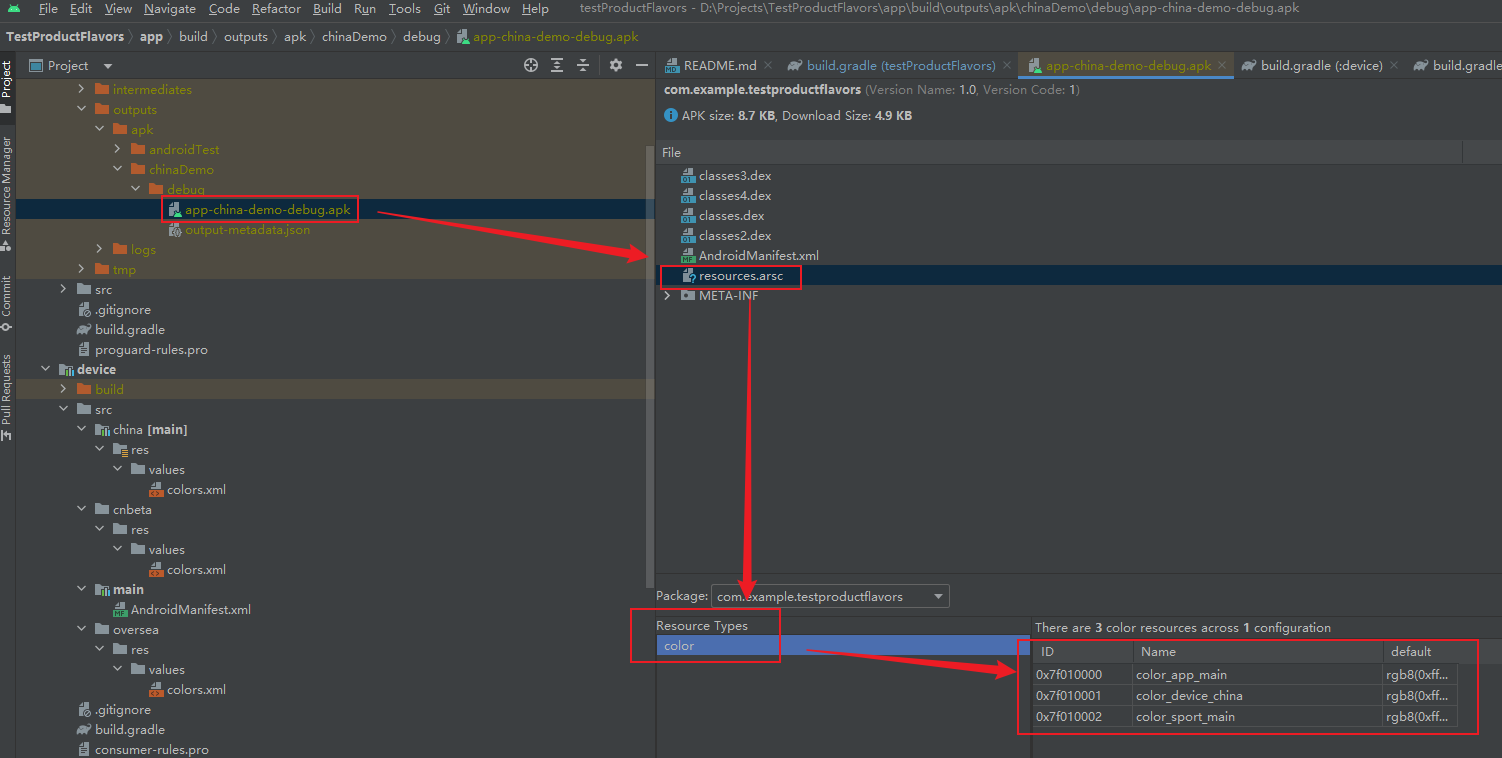 File Edit View Navigate Code Refactor Build Run Tools Git Window Help testProductFlavors - D:\Projects\TestProductFlavors\app\build\outputs\apk\chinaDemo\debug\app-china-demo-debug.apk
TestProductFlavors app build outputs apk chinaDemo debug app-china-demo-debug.apk
Project
Resource Manager
Commit
Pull Requests
Project
intermediates
outputs
apk
androidTest
chinaDemo
debug
app-china-demo-debug.apk
output-metadata.json
logs
tmp
src
.gitignore
build.gradle
proguard-rules.pro
device
build
src
china [main]
res
values
colors.xml
cnbeta
res
values
colors.xml
main
AndroidManifest.xml
oversea
res
values
colors.xml
.gitignore
build.gradle
consumer-rules.pro
README.md build.gradle (testProductFlavors) app-china-demo-debug.apk build.gradle (:device) build.gradle
com.example.testproductflavors (Version Name: 1.0, Version Code: 1)
APK size: 8.7 KB, Download Size: 4.9 KB
File
classes3.dex
classes4.dex
classes.dex
classes2.dex
AndroidManifest.xml
resources.arsc
META-INF
Package: com.example.testproductflavors
Resource Types
color
There are 3 color resources across 1 configuration
ID Name default
0x7f010000 color_app_main rgb8(0xff...
0x7f010001 color_device_china rgb8(0xff...
0x7f010002 color_sport_main rgb8(0xff...